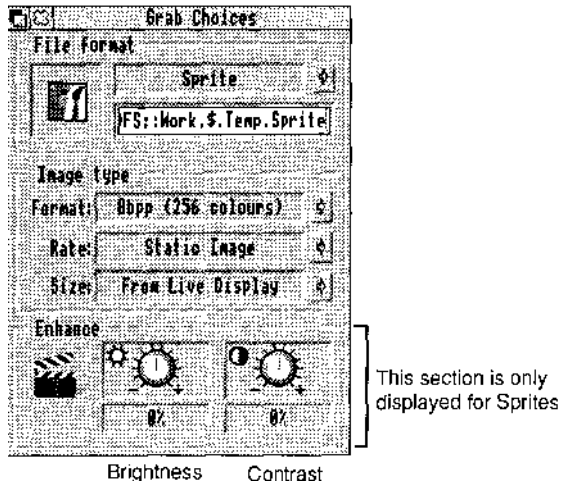 Grab Choices
File format
Sprite
DFS::Work.$.Temp.Sprite
Image type
Format: 8bpp (256 colours)
Rate: Static Image
Size: From Live Display
Enhance
This section is only
displayed for Sprites
0% 0%
Brightness Contrast